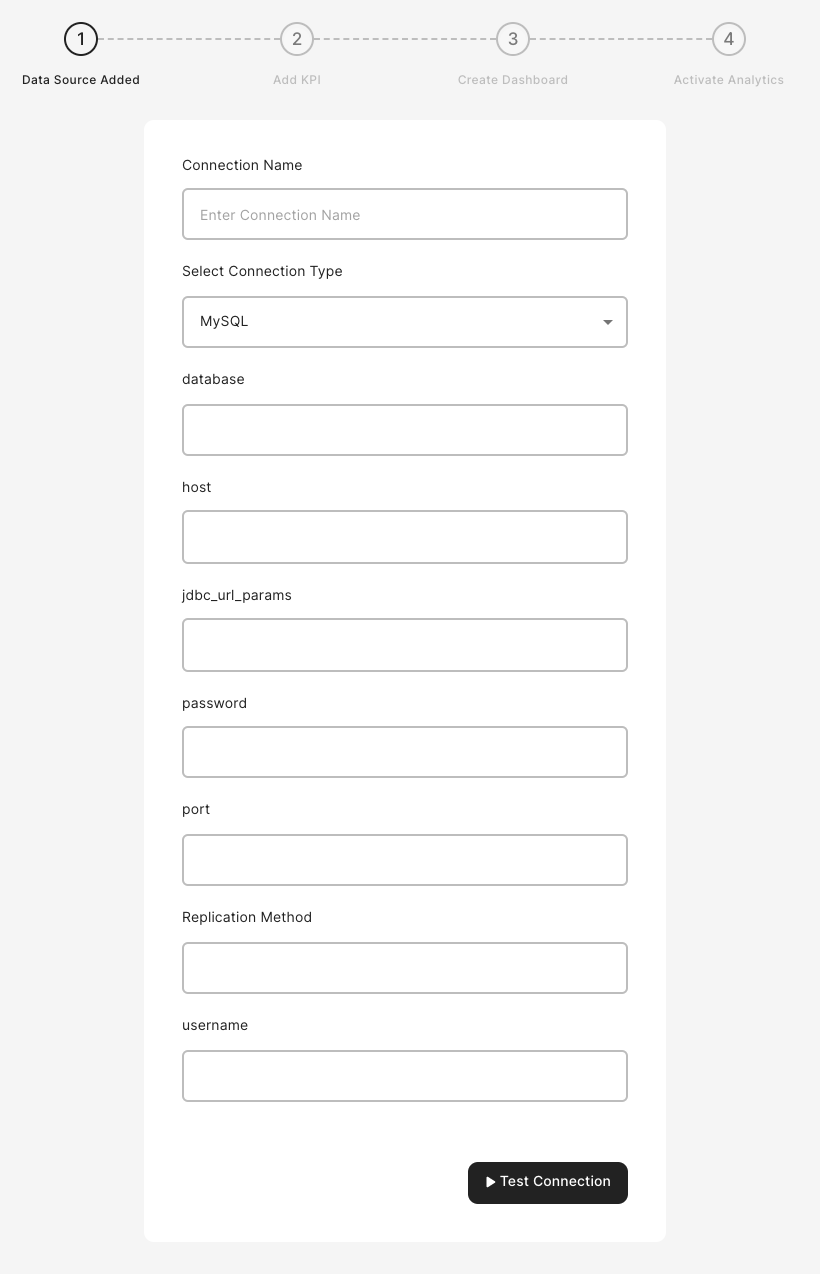 1 2 3 4
Data Source Added Add KPI Create Dashboard Activate Analytics
Connection Name
Enter Connection Name
Select Connection Type
MySQL
database
host
jdbc_url_params
password
port
Replication Method
username
Test Connection